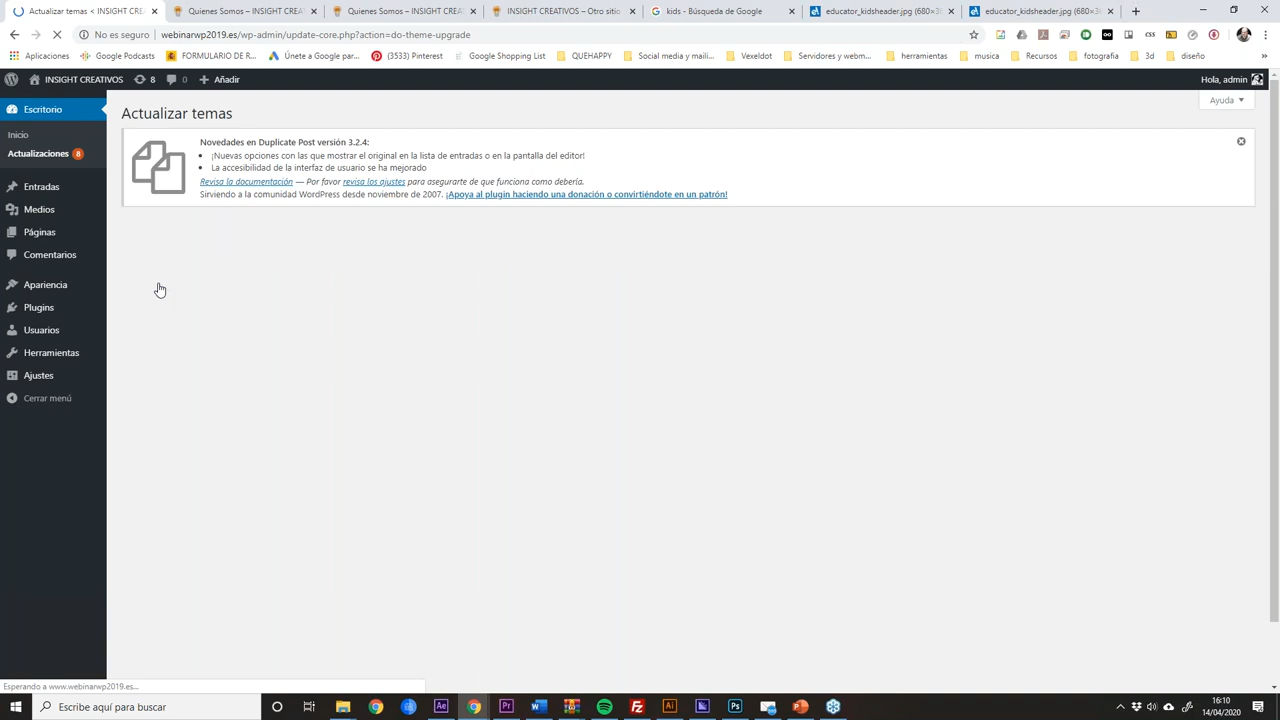 Actualizar temas < INSIGHT CREA
Quienes Somos – INSIGHT CREATIV
Quienes Somos – INSIGHT CREATIV
INSIGHT CREATIVOS – Otro sitio
kids - Búsqueda de Google
educator_kidsheader.jpg (680×38
educator_kidsheader.jpg (680×38
No es seguro | webinarwp2019.es/wp-admin/update-core.php?action=do-theme-upgrade
Aplicaciones
Google Podcasts
FORMULARIO DE R...
Únete a Google par...
(3533) Pinterest
Google Shopping List
QUEHAPPY
Social media y maili...
Vexeldot
Servidores y webm...
herramientas
musica
Recursos
fotografia
3d
diseño
INSIGHT CREATIVOS
8
0
Añadir
Hola, admin
Escritorio
Inicio
Actualizaciones 8
Entradas
Medios
Páginas
Comentarios
Apariencia
Plugins
Usuarios
Herramientas
Ajustes
Cerrar menú
Ayuda
Actualizar temas
Novedades en Duplicate Post versión 3.2.4:
¡Nuevas opciones con las que mostrar el original en la lista de entradas o en la pantalla del editor!
La accesibilidad de la interfaz de usuario se ha mejorado
Revisa la documentación — Por favor revisa los ajustes para asegurarte de que funciona como debería.
Sirviendo a la comunidad WordPress desde noviembre de 2007. ¡Apoya al plugin haciendo una donación o convirtiéndote en un patrón!
Esperando a www.webinarwp2019.es...
Escribe aquí para buscar
16:10
14/04/2020